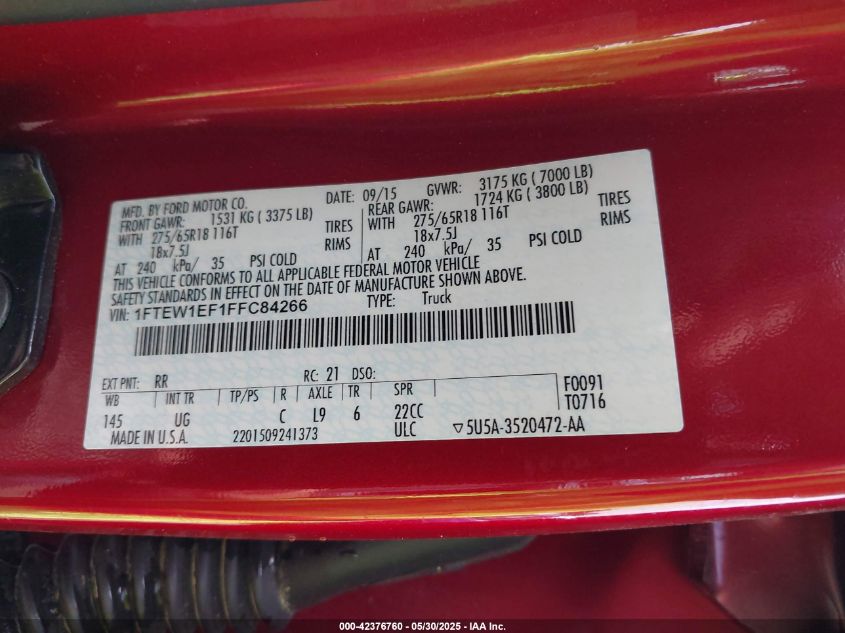 MFD. BY FORD MOTOR CO.
DATE: 09/15 GVWR: 3175 KG ( 7000 LB)
FRONT GAWR: 1531 KG ( 3375 LB) REAR GAWR: 1724 KG ( 3800 LB)
WITH 275/65R18 116T TIRES WITH 275/65R18 116T TIRES
18x7.5J RIMS 18x7.5J RIMS
AT 240 kPa/ 35 PSI COLD AT 240 kPa/ 35 PSI COLD
THIS VEHICLE CONFORMS TO ALL APPLICABLE FEDERAL MOTOR VEHICLE
SAFETY STANDARDS IN EFFECT ON THE DATE OF MANUFACTURE SHOWN ABOVE.
VIN: 1FTEW1EF1FFC84266 TYPE: Truck
EXT PNT: RR RC: 21 DSO: F0091
WB INT TR TP/PS R AXLE TR SPR T0716
145 UG C L9 6 22CC
MADE IN U.S.A. 2201509241373 ULC ▽5U5A-3520472-AA
000-42376760 - 05/30/2025 - IAA Inc.